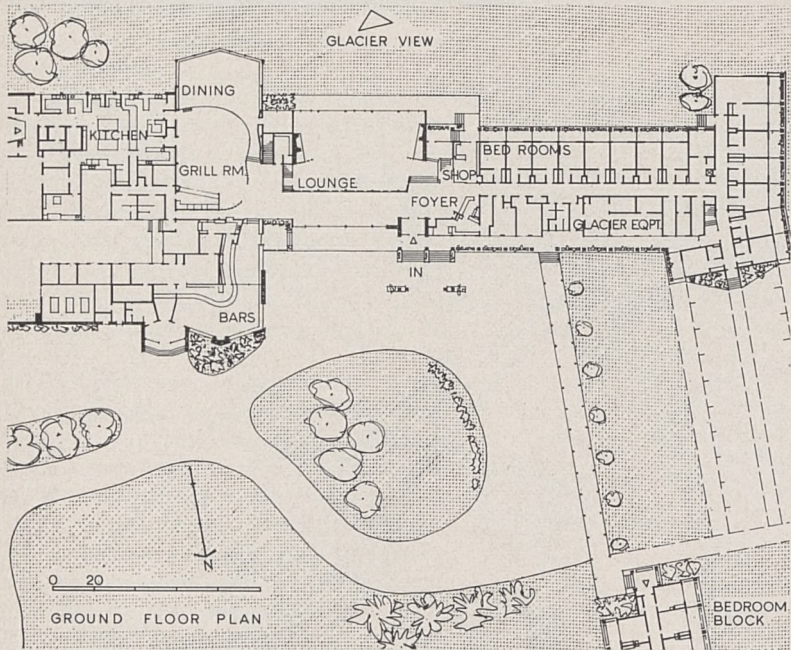 GLACIER VIEW
DINING
KITCHEN
BED ROOMS
GRILL RM.
SHOP
LOUNGE
FOYER
GLACIER EQPT.
IN
BARS
N
0 20
GROUND FLOOR PLAN
BEDROOM
BLOCK